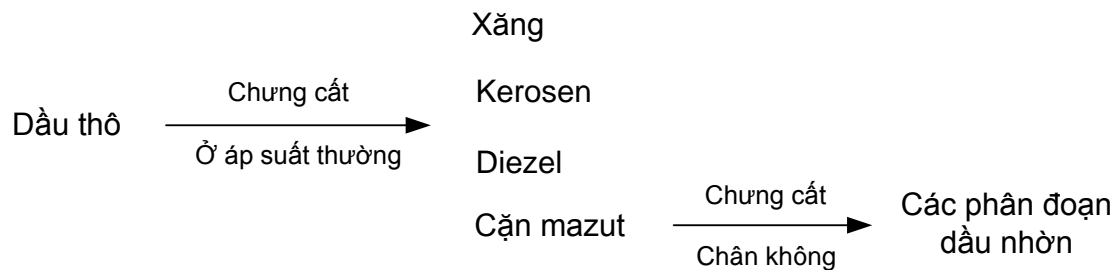 Xăng
Kerosen
Diezel
Cặn mazut
Dầu thô
Chưng cất
Ở áp suất thường
Chưng cất
Chân không
Các phân đoạn
dầu nhờn